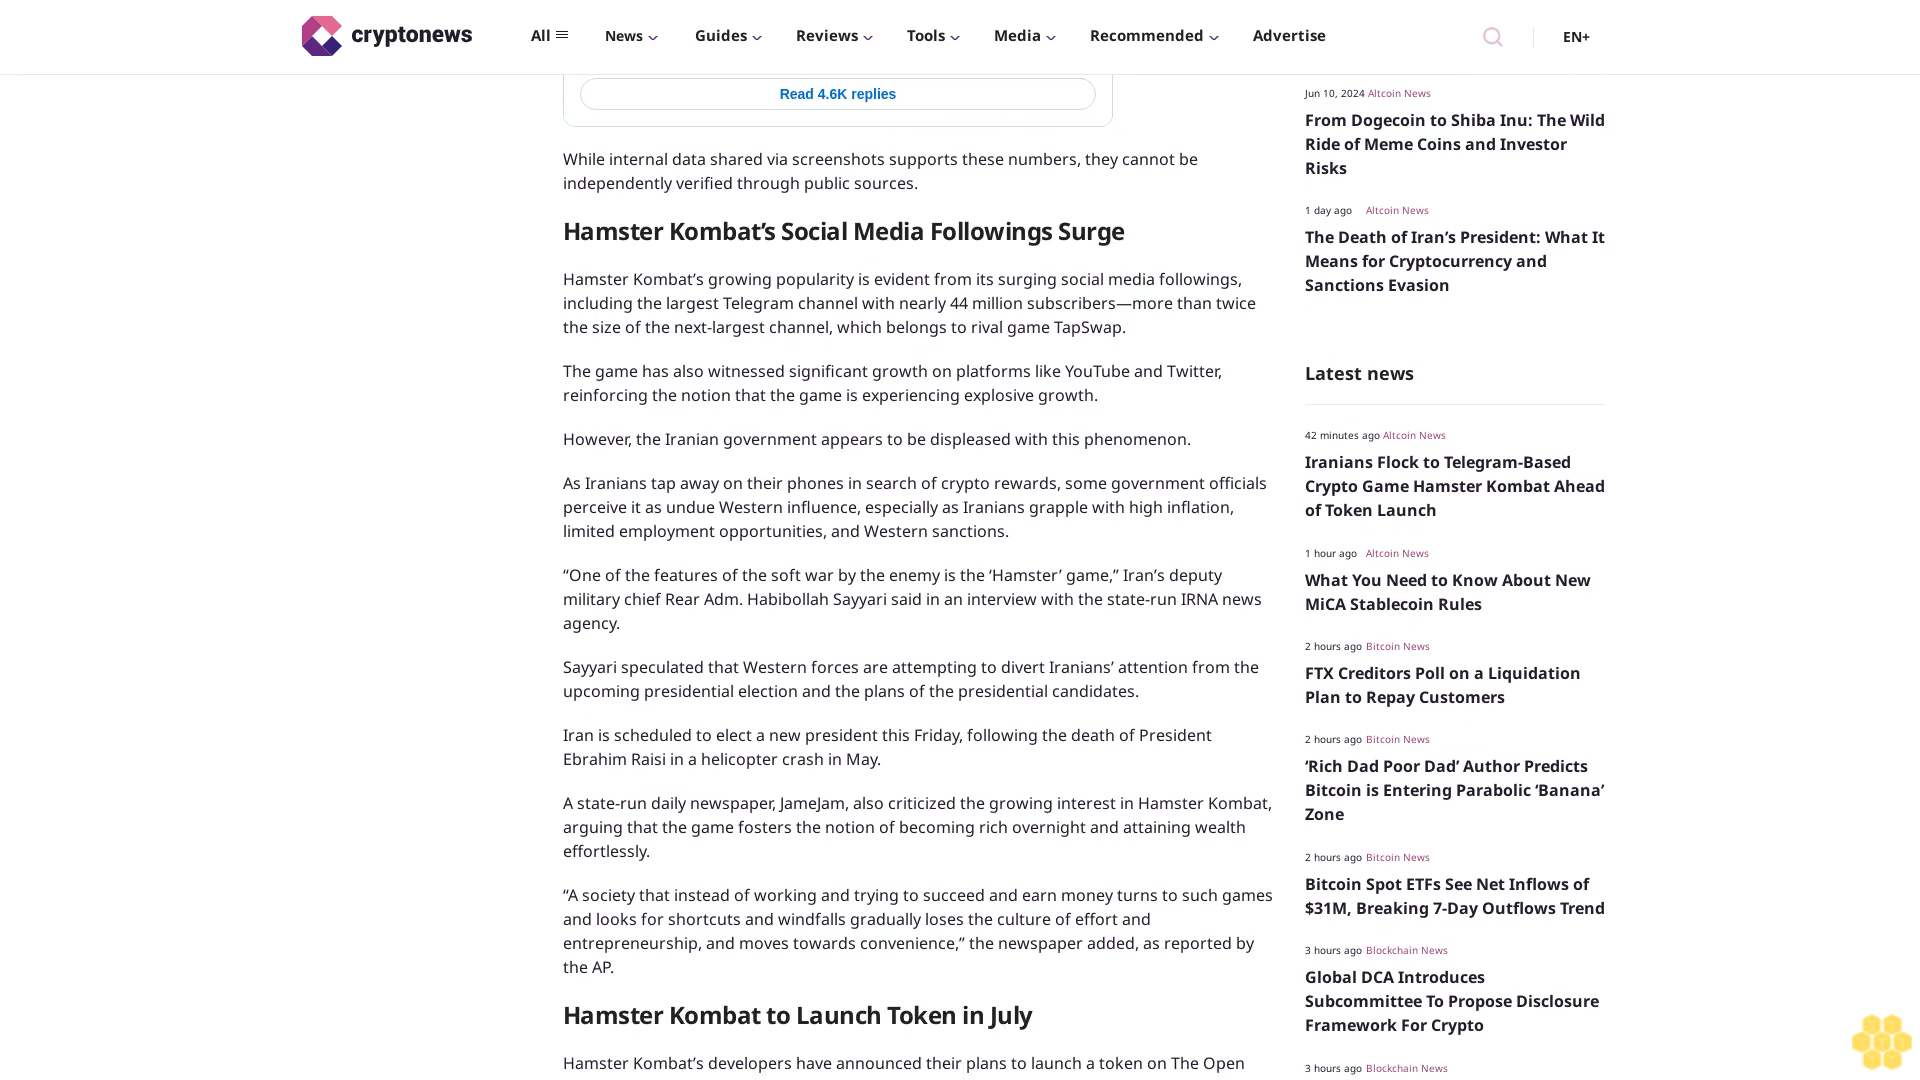 cryptonews
All
News
Guides
Reviews
Tools
Media
Recommended
Advertise
EN+
Read 4.6K replies
While internal data shared via screenshots supports these numbers, they cannot be
independently verified through public sources.
Hamster Kombat’s Social Media Followings Surge
Hamster Kombat’s growing popularity is evident from its surging social media followings,
including the largest Telegram channel with nearly 44 million subscribers—more than twice
the size of the next-largest channel, which belongs to rival game TapSwap.
The game has also witnessed significant growth on platforms like YouTube and Twitter,
reinforcing the notion that the game is experiencing explosive growth.
However, the Iranian government appears to be displeased with this phenomenon.
As Iranians tap away on their phones in search of crypto rewards, some government officials
perceive it as undue Western influence, especially as Iranians grapple with high inflation,
limited employment opportunities, and Western sanctions.
“One of the features of the soft war by the enemy is the ‘Hamster’ game,” Iran’s deputy
military chief Rear Adm. Habibollah Sayyari said in an interview with the state-run IRNA news
agency.
Sayyari speculated that Western forces are attempting to divert Iranians’ attention from the
upcoming presidential election and the plans of the presidential candidates.
Iran is scheduled to elect a new president this Friday, following the death of President
Ebrahim Raisi in a helicopter crash in May.
A state-run daily newspaper, JameJam, also criticized the growing interest in Hamster Kombat,
arguing that the game fosters the notion of becoming rich overnight and attaining wealth
effortlessly.
“A society that instead of working and trying to succeed and earn money turns to such games
and looks for shortcuts and windfalls gradually loses the culture of effort and
entrepreneurship, and moves towards convenience,” the newspaper added, as reported by
the AP.
Hamster Kombat to Launch Token in July
Hamster Kombat’s developers have announced their plans to launch a token on The Open
Jun 10, 2024 Altcoin News
From Dogecoin to Shiba Inu: The Wild
Ride of Meme Coins and Investor
Risks
1 day ago Altcoin News
The Death of Iran’s President: What It
Means for Cryptocurrency and
Sanctions Evasion
Latest news
42 minutes ago Altcoin News
Iranians Flock to Telegram-Based
Crypto Game Hamster Kombat Ahead
of Token Launch
1 hour ago Altcoin News
What You Need to Know About New
MiCA Stablecoin Rules
2 hours ago Bitcoin News
FTX Creditors Poll on a Liquidation
Plan to Repay Customers
2 hours ago Bitcoin News
‘Rich Dad Poor Dad’ Author Predicts
Bitcoin is Entering Parabolic ‘Banana’
Zone
2 hours ago Bitcoin News
Bitcoin Spot ETFs See Net Inflows of
$31M, Breaking 7-Day Outflows Trend
3 hours ago Blockchain News
Global DCA Introduces
Subcommittee To Propose Disclosure
Framework For Crypto
3 hours ago Blockchain News